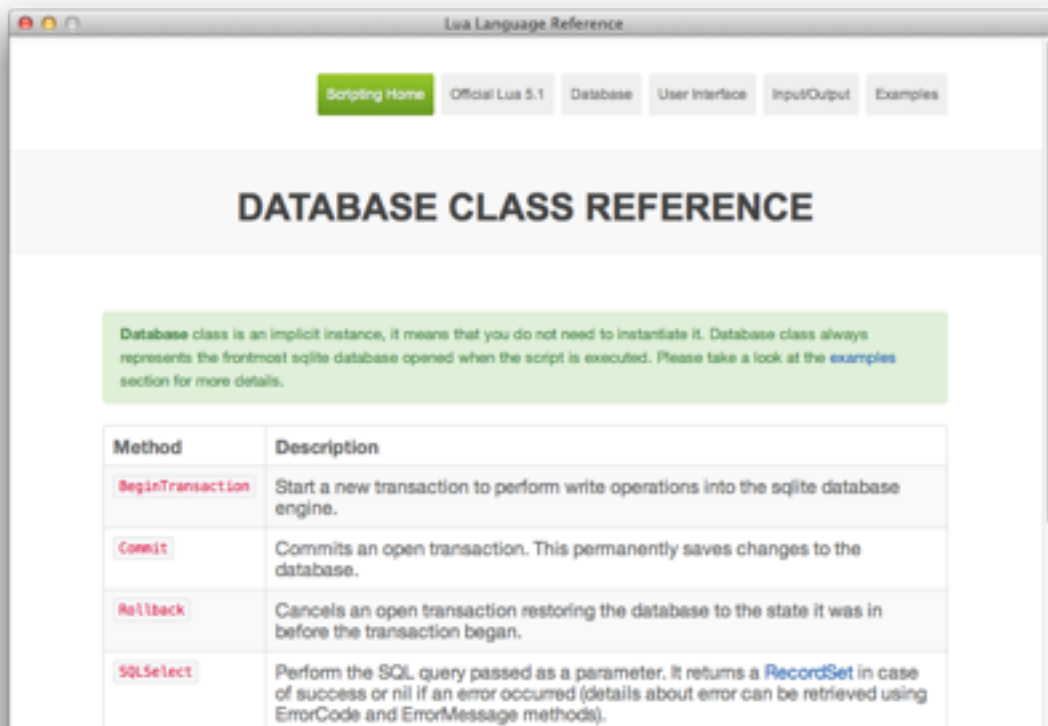 Lua Language Reference
Scripting Home Official Lua 5.1 Database User Interface Input/Output Examples
DATABASE CLASS REFERENCE
Database class is an implicit instance, it means that you do not need to instantiate it. Database class always
represents the frontmost sqlite database opened when the script is executed. Please take a look at the examples
section for more details.
Method Description
BeginTransaction Start a new transaction to perform write operations into the sqlite database
engine.
Commit Commits an open transaction. This permanently saves changes to the
database.
Rollback Cancels an open transaction restoring the database to the state it was in
before the transaction began.
SQLSelect Perform the SQL query passed as a parameter. It returns a RecordSet in case
of success or nil if an error occurred (details about error can be retrieved using
ErrorCode and ErrorMessage methods).